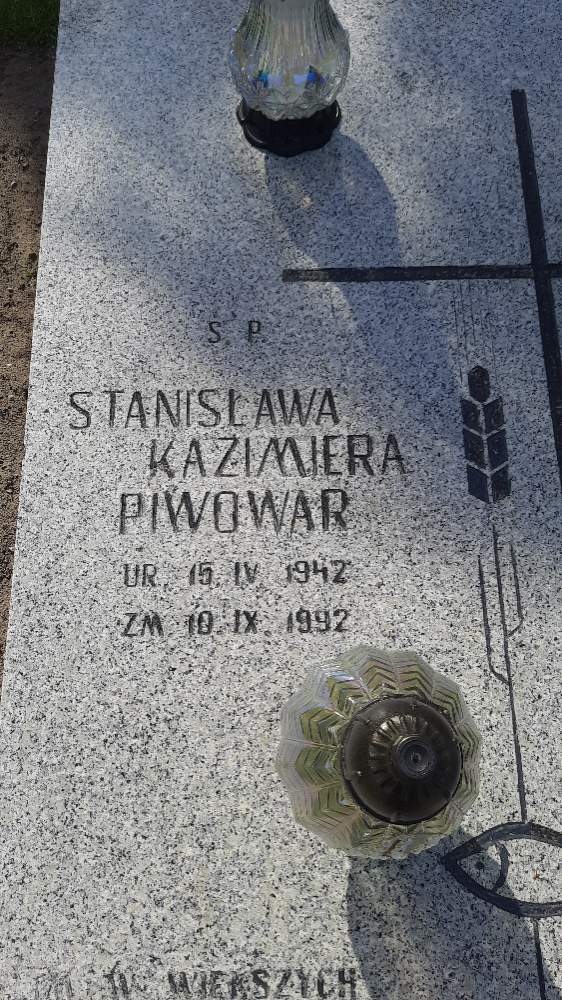 Ś P
STANISŁAWA
KAZIMIERA
PIWOWAR
UR. 15. IV 1942
ZM 10. IX. 1992
WIĘKSZYCH